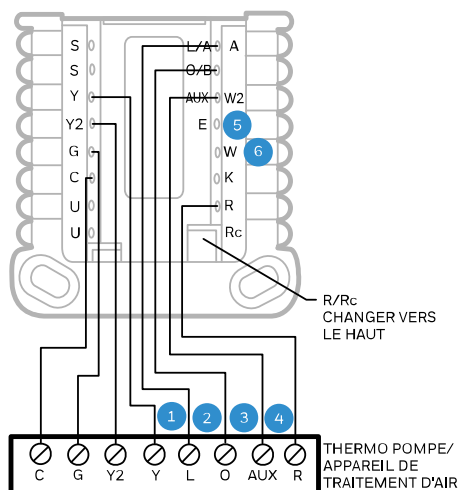 S L/A A
S O/B
Y AUX W2
Y2 E 5
G W 6
C K
U R
U Rc
R/Rc
CHANGER VERS
LE HAUT
1 2 3 4
C G Y2 Y L O AUX R
THERMO POMPE/
APPAREIL DE
TRAITEMENT D'AIR